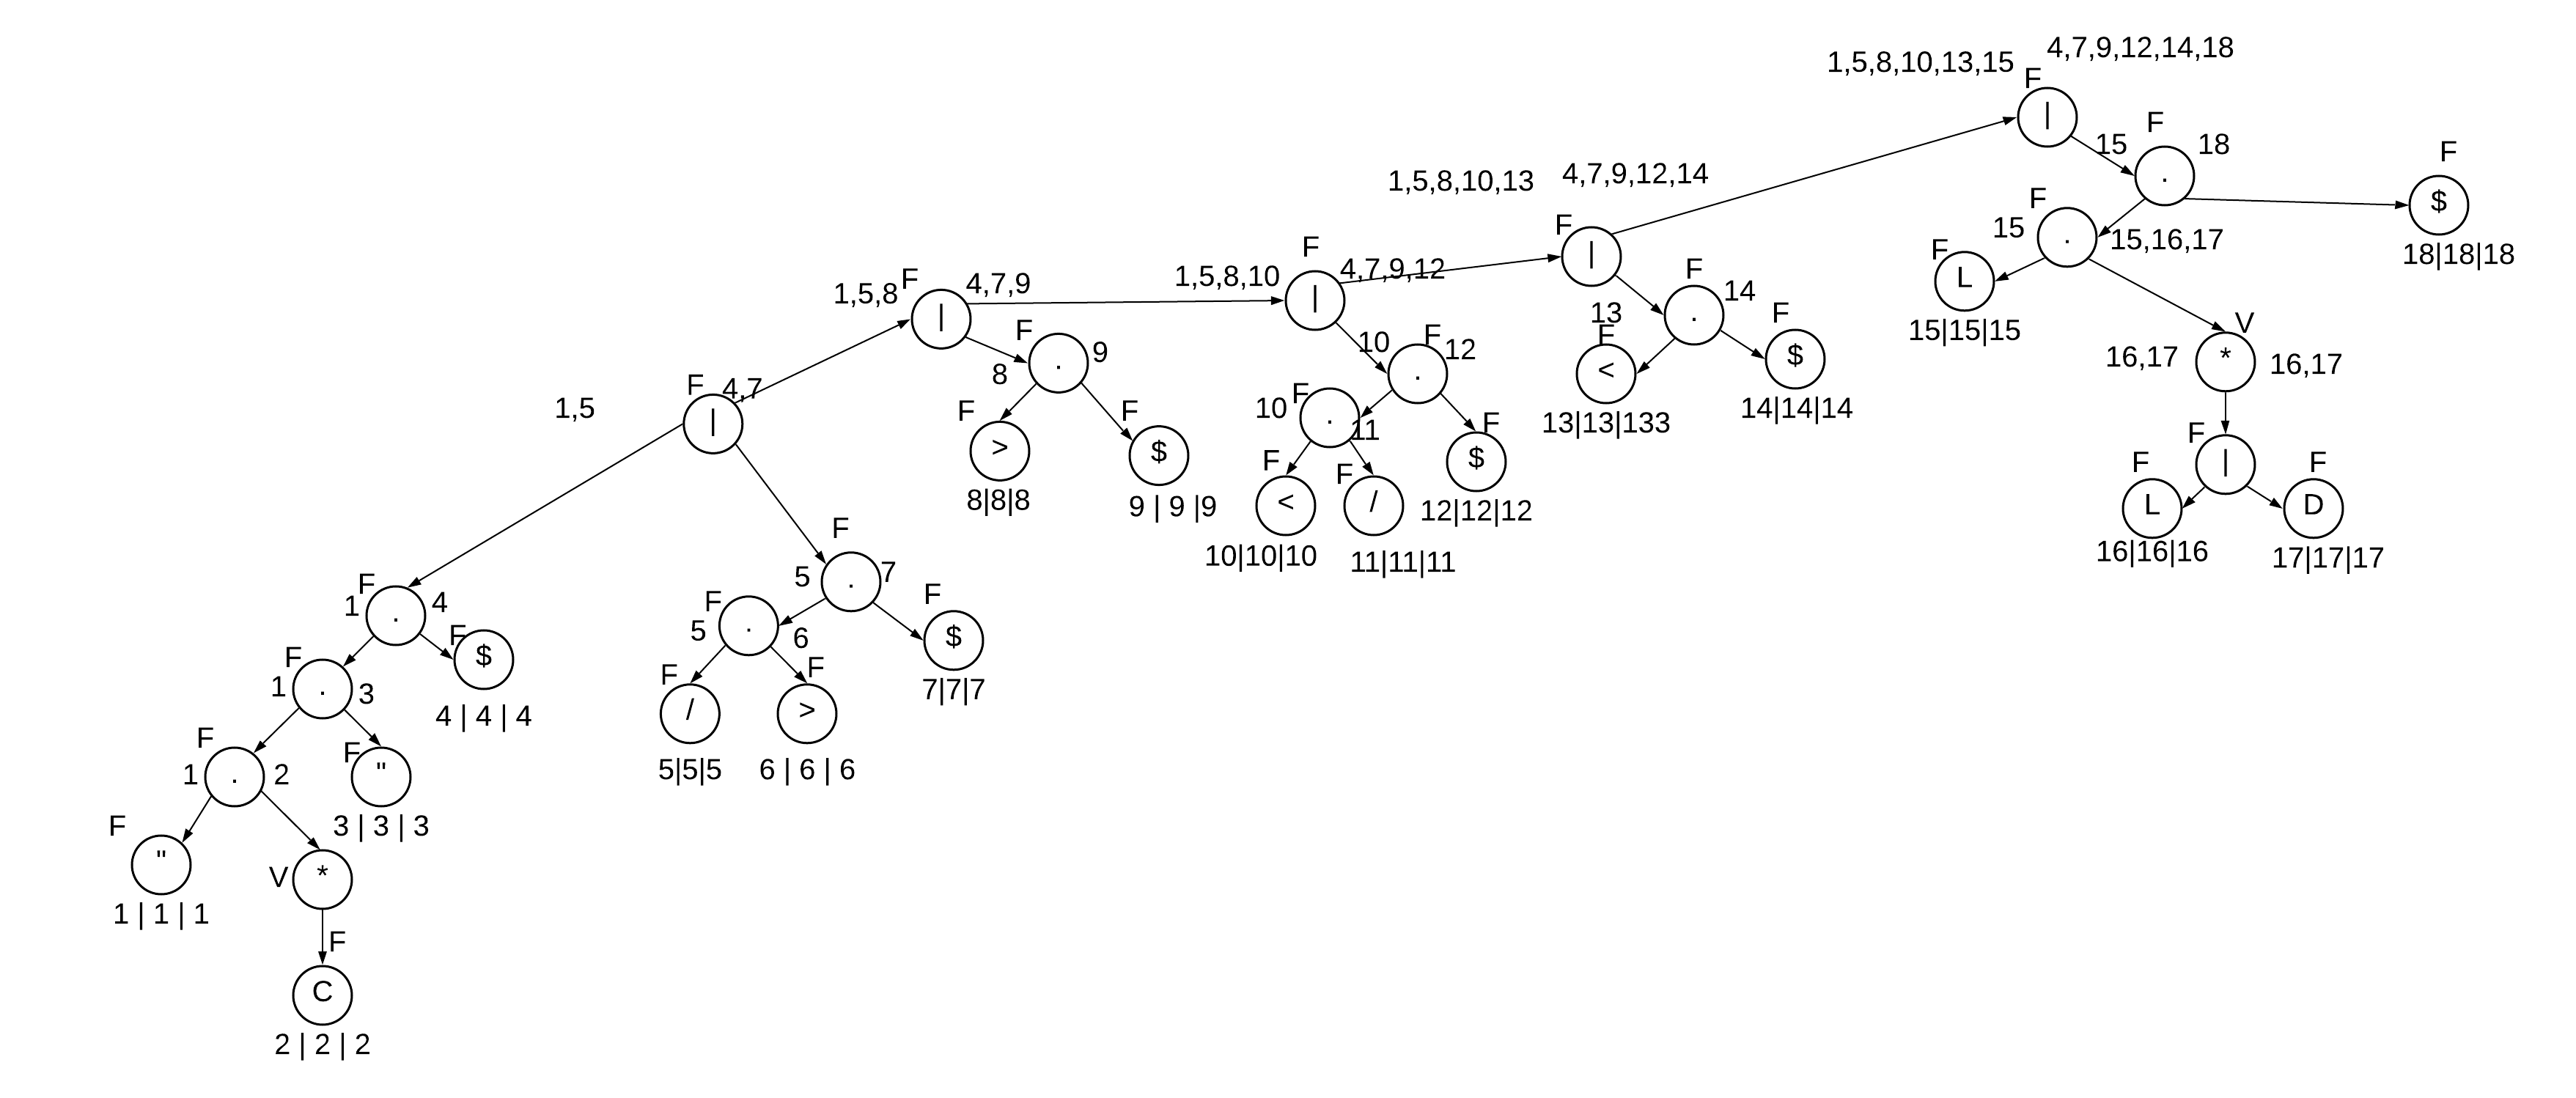 4,7,9,12,14,18
1,5,8,10,13,15
F
|
F
15
18
.
F
$
18|18|18
1,5,8,10,13
4,7,9,12,14
F
|
F
15
.
15,16,17
F
L
15|15|15
V
16,17
*
16,17
F
|
F
L
16|16|16
F
D
17|17|17
F
13
.
14
F
<
13|13|133
F
$
14|14|14
F
1,5,8,10
|
4,7,9,12
F
10
.
12
F
10
.
11
F
<
10|10|10
F
/
11|11|11
F
$
12|12|12
F
1,5,8
|
4,7,9
F
8
.
9
F
>
8|8|8
F
$
9 | 9 |9
F
4,7
1,5
|
F
5
.
7
F
5
.
6
F
/
5|5|5
F
>
6 | 6 | 6
F
$
7|7|7
F
1
.
4
F
$
4 | 4 | 4
F
1
.
3
F
"
3 | 3 | 3
F
1
.
2
F
"
1 | 1 | 1
V
*
F
C
2 | 2 | 2